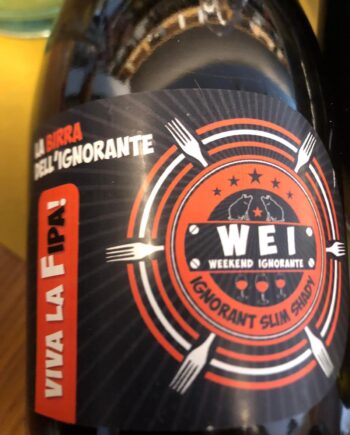 LA BIRRA
DELL'IGNORANTE
VIVA LA FIPA!
WEI
WEEKEND IGNORANTE
IGNORANT SLIM SHADY